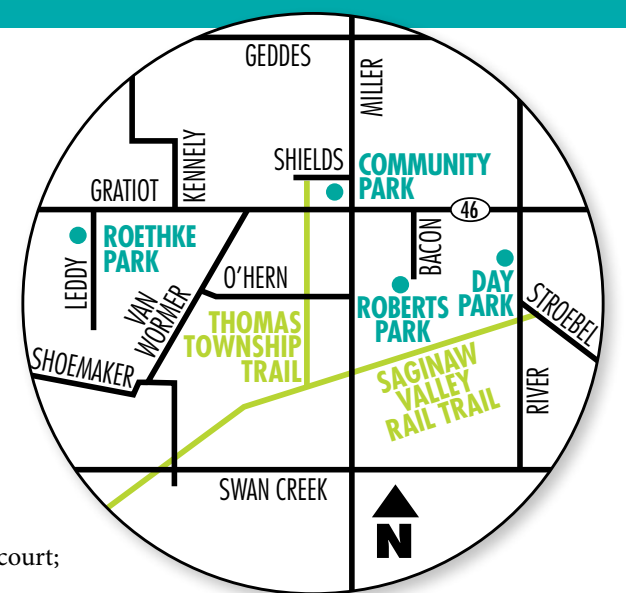 GEDDES
MILLER
KENNELY
SHIELDS
COMMUNITY
PARK
GRATIOT
46
ROETHKE
PARK
LEDDY
VAN
WORMER
O'HERN
BACON
ROBERTS
PARK
DAY
PARK
STROEBEL
THOMAS
TOWNSHIP
TRAIL
SHOEMAKER
SAGINAW
VALLEY
RAIL TRAIL
RIVER
SWAN CREEK
N
court;